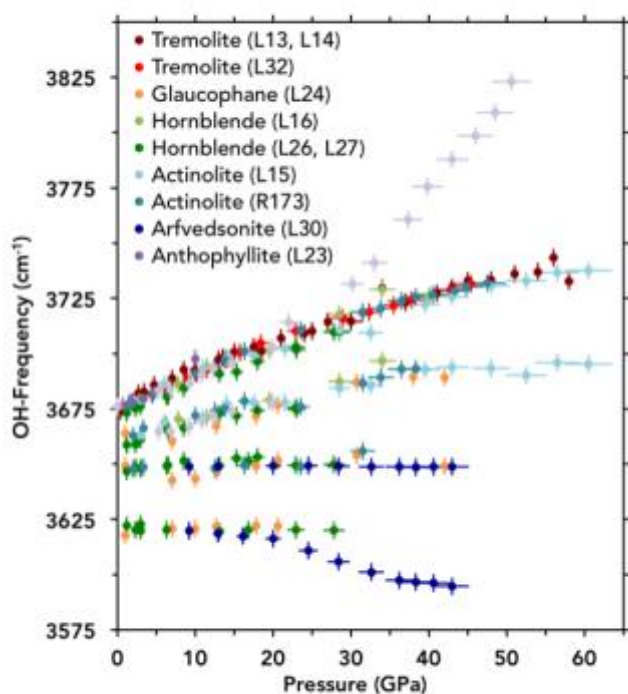 Tremolite (L13, L14)
Tremolite (L32)
Glaucophane (L24)
Hornblende (L16)
Hornblende (L26, L27)
Actinolite (L15)
Actinolite (R173)
Arfvedsonite (L30)
Anthophyllite (L23)
OH-Frequency (cm⁻¹)
3825
3775
3725
3675
3625
3575
0 10 20 30 40 50 60
Pressure (GPa)